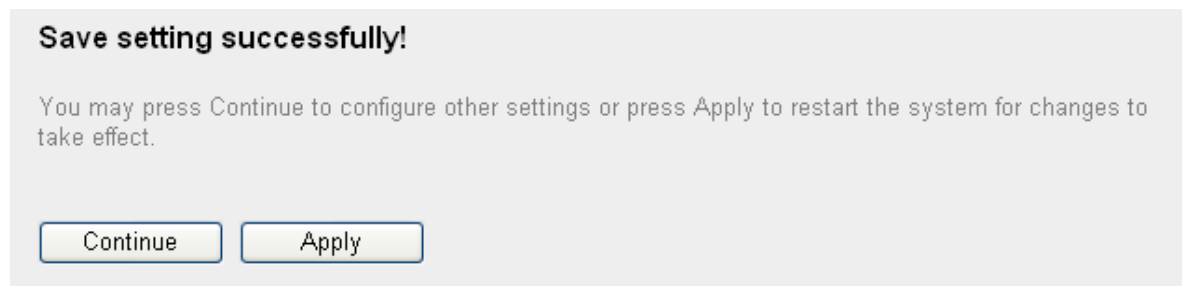 Save setting successfully!
You may press Continue to configure other settings or press Apply to restart the system for changes to
take effect.
Continue Apply